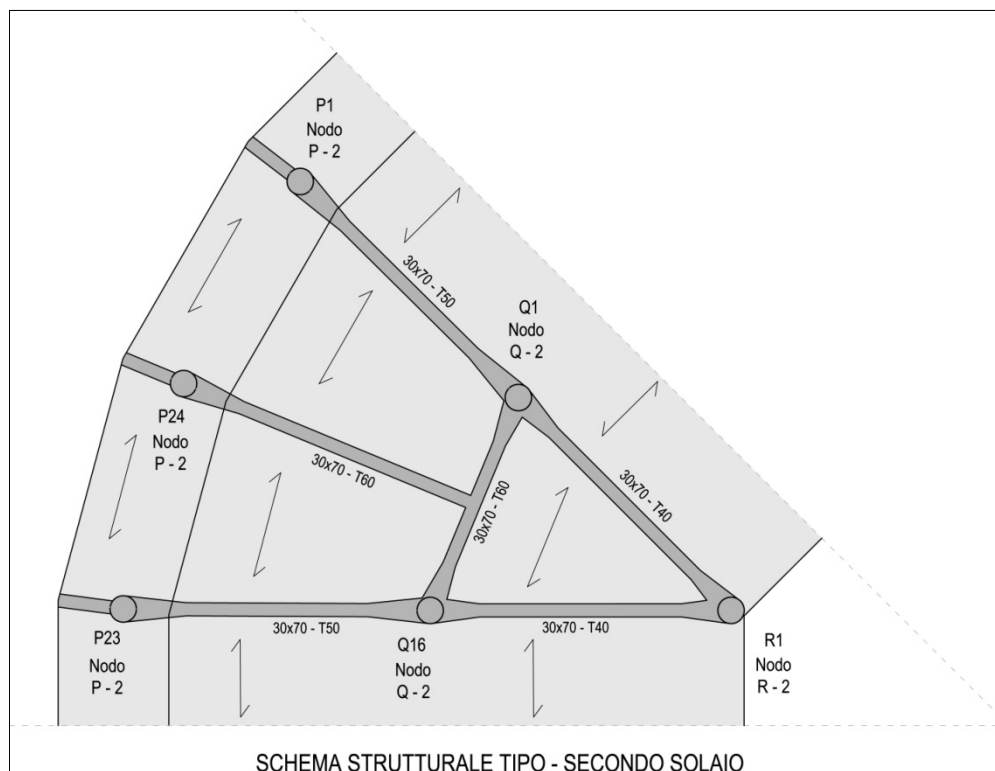 P1
Nodo
P - 2
30x70 - T50
Q1
Nodo
Q - 2
P24
Nodo
P - 2
30x70 - T60
30x70 - T60
30x70 - T40
P23
Nodo
P - 2
30x70 - T50
Q16
Nodo
Q - 2
30x70 - T40
R1
Nodo
R - 2
SCHEMA STRUTTURALE TIPO - SECONDO SOLAIO